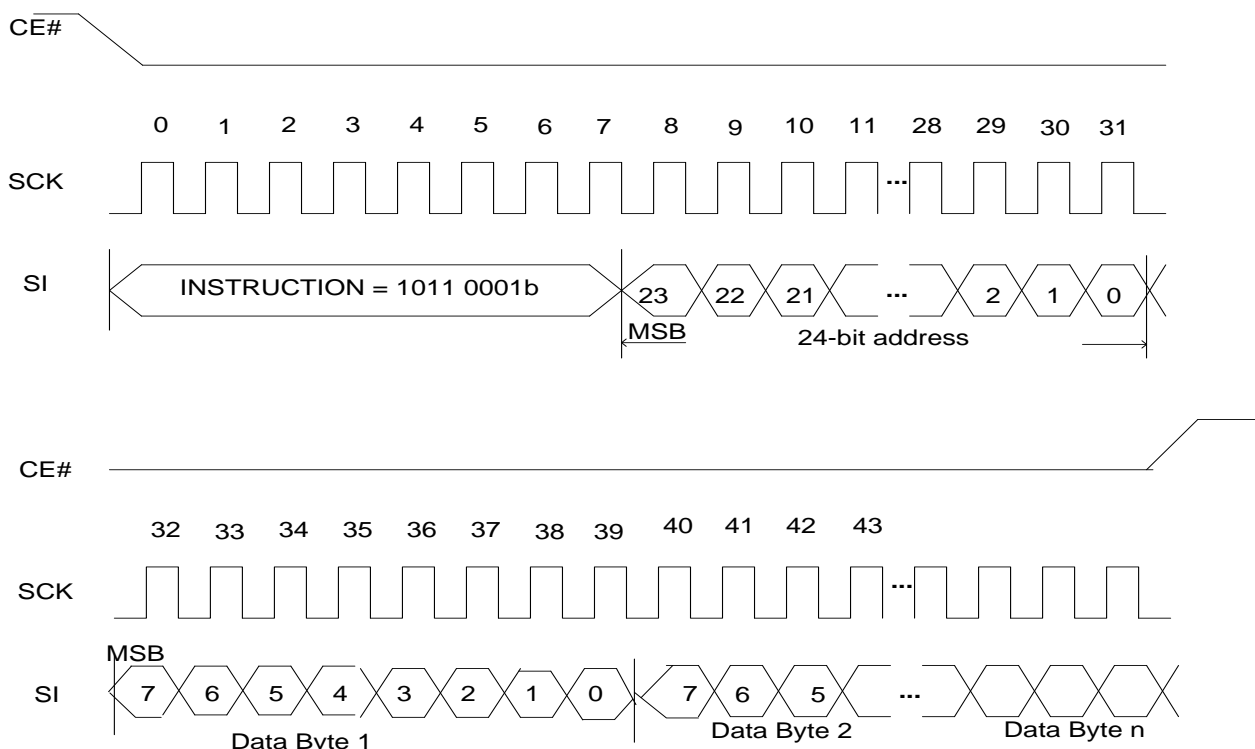 CE#
0 1 2 3 4 5 6 7 8 9 10 11 28 29 30 31
SCK ...
SI INSTRUCTION = 1011 0001b 23 22 21 ... 2 1 0
MSB 24-bit address
CE#
32 33 34 35 36 37 38 39 40 41 42 43
SCK ...
MSB
SI 7 6 5 4 3 2 1 0 7 6 5 ...
Data Byte 1 Data Byte 2 Data Byte n